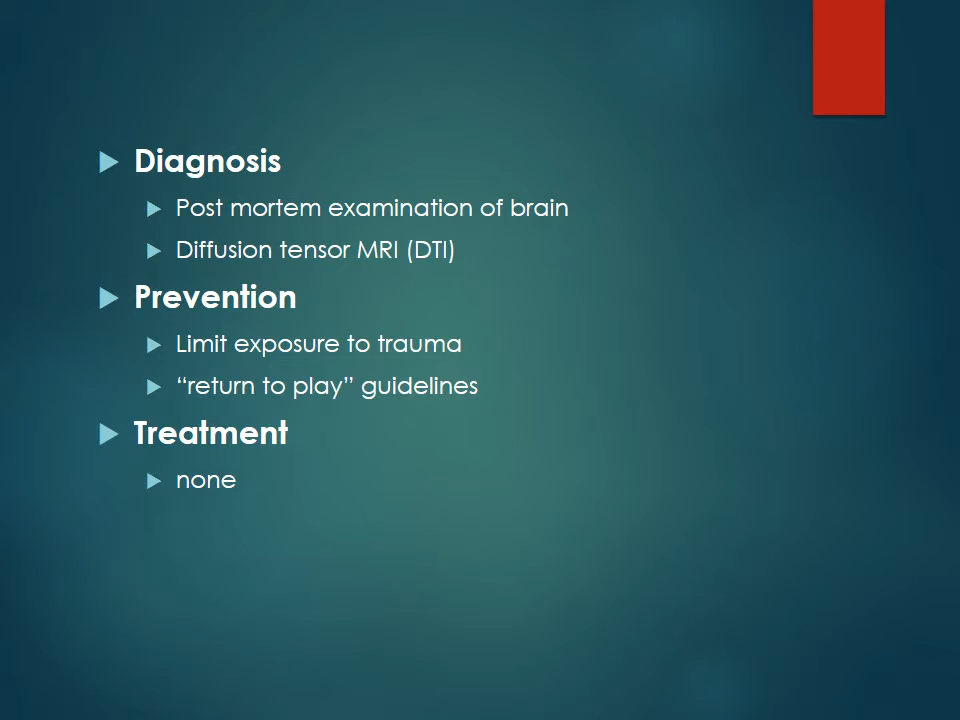 Diagnosis
Post mortem examination of brain
Diffusion tensor MRI (DTI)
Prevention
Limit exposure to trauma
“return to play” guidelines
Treatment
none